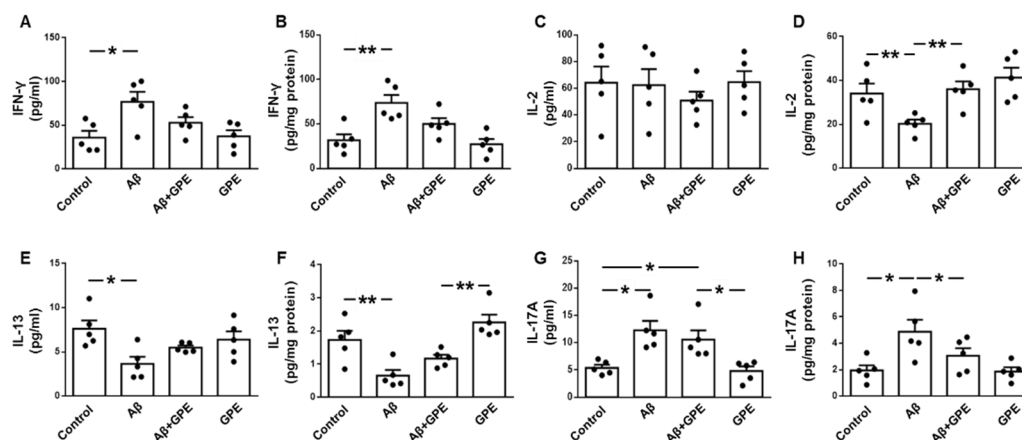 A
IFN-γ
(pg/ml)
150
100
50
0
*
Control
Aβ
Aβ+GPE
GPE
B
IFN-γ
(pg/mg protein)
150
100
50
0
**
Control
Aβ
Aβ+GPE
GPE
C
IL-2
(pg/ml)
100
80
60
40
20
0
Control
Aβ
Aβ+GPE
GPE
D
IL-2
(pg/mg protein)
60
40
20
0
**
**
Control
Aβ
Aβ+GPE
GPE
E
IL-13
(pg/ml)
15
10
5
0
*
Control
Aβ
Aβ+GPE
GPE
F
IL-13
(pg/mg protein)
4
3
2
1
0
**
**
Control
Aβ
Aβ+GPE
GPE
G
IL-17A
(pg/ml)
25
20
15
10
5
0
*
*
*
Control
Aβ
Aβ+GPE
GPE
H
IL-17A
(pg/mg protein)
10
8
6
4
2
0
*
*
Control
Aβ
Aβ+GPE
GPE